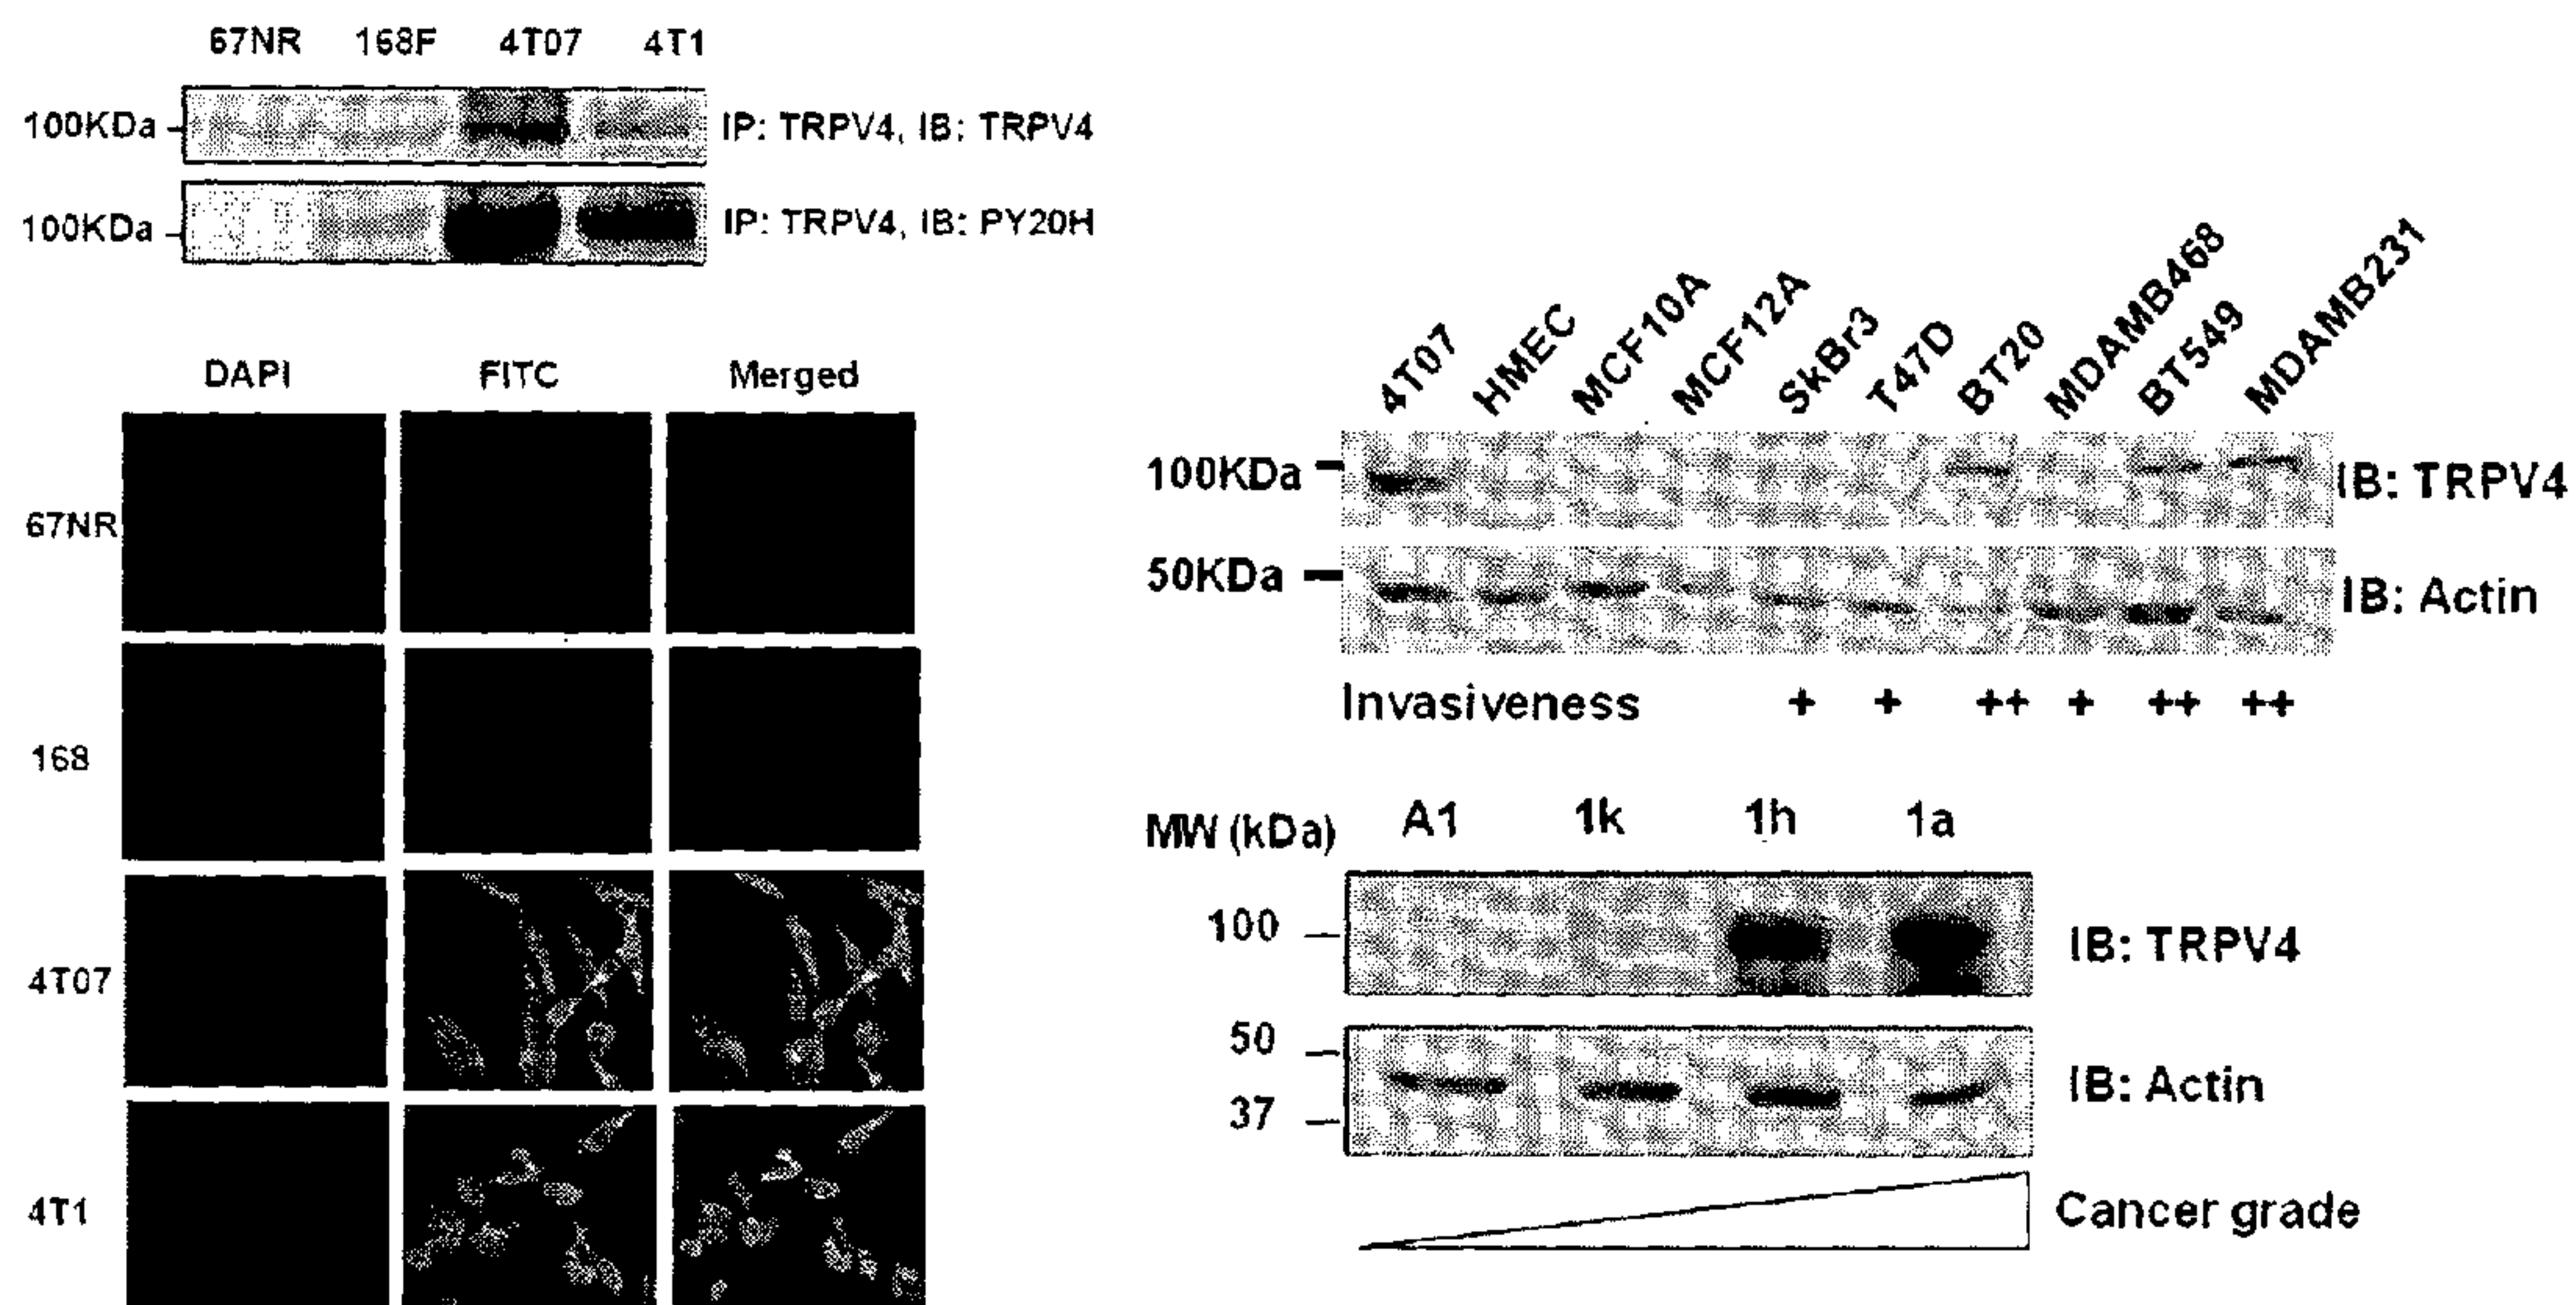 67NR 168F 4T07 4T1
100KDa IP: TRPV4, IB: TRPV4
100KDa IP: TRPV4, IB: PY20H
DAPI FITC Merged
67NR
168
4T07
4T1
4T07 HMEC MCF10A MCF12A SkBr3 T47D BT20 MDAMB468 BT549 MDAMB231
100KDa IB: TRPV4
50KDa IB: Actin
Invasiveness + + ++ + ++ ++
MW (kDa) A1 1k 1h 1a
100 IB: TRPV4
50
IB: Actin
37
Cancer grade